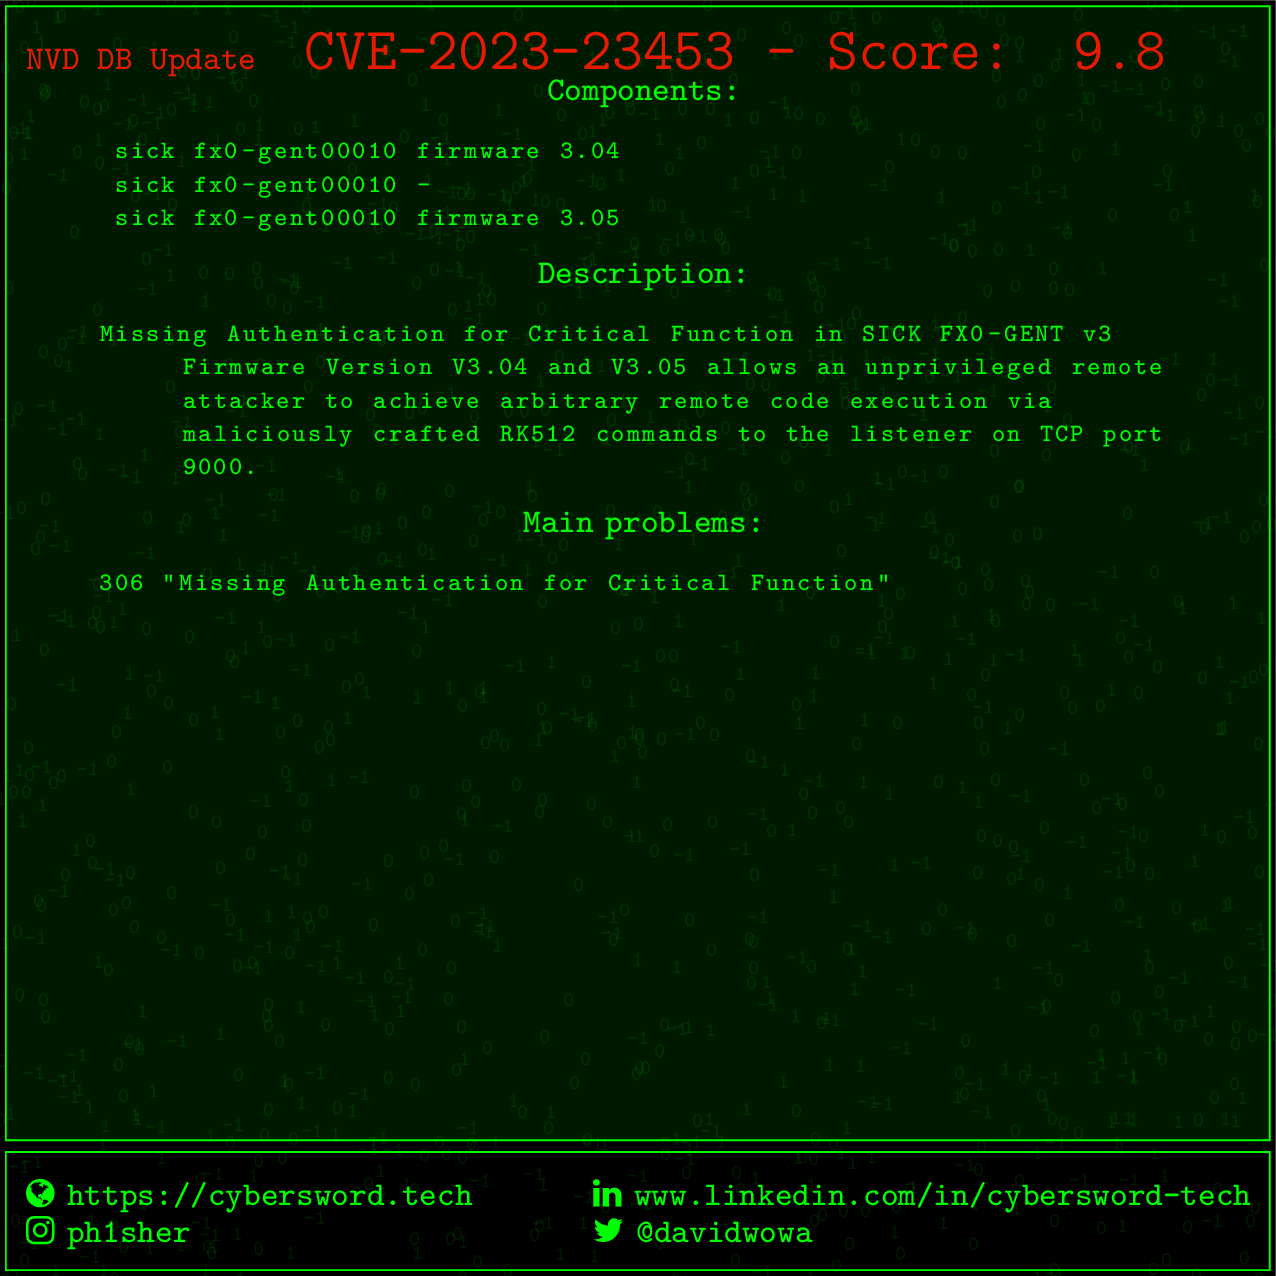 NVD DB Update CVE-2023-23453 - Score: 9.8
Components:
sick fx0-gent00010 firmware 3.04
sick fx0-gent00010 -
sick fx0-gent00010 firmware 3.05
Description:
Missing Authentication for Critical Function in SICK FX0-GENT v3
Firmware Version V3.04 and V3.05 allows an unprivileged remote
attacker to achieve arbitrary remote code execution via
maliciously crafted RK512 commands to the listener on TCP port
9000.
Main problems:
306 "Missing Authentication for Critical Function"
https://cybersword.tech www.linkedin.com/in/cybersword-tech
ph1sher @davidwowa